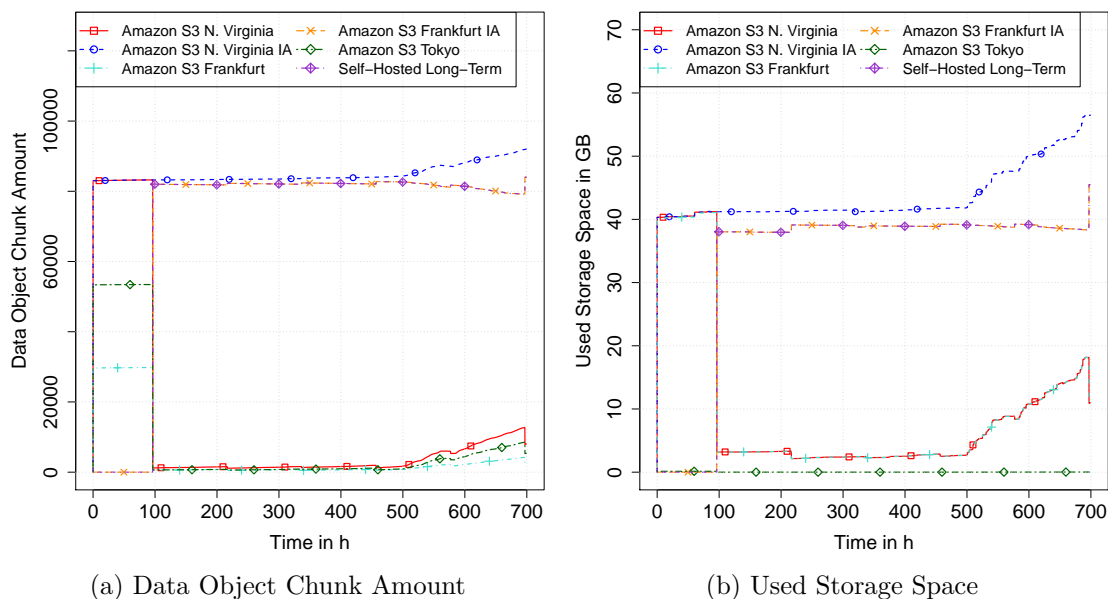 Amazon S3 N. Virginia
Amazon S3 N. Virginia IA
Amazon S3 Frankfurt
Amazon S3 Frankfurt IA
Amazon S3 Tokyo
Self−Hosted Long−Term
Data Object Chunk Amount
100000
80000
60000
40000
20000
0
0 100 200 300 400 500 600 700
Time in h
(a) Data Object Chunk Amount
Amazon S3 N. Virginia
Amazon S3 N. Virginia IA
Amazon S3 Frankfurt
Amazon S3 Frankfurt IA
Amazon S3 Tokyo
Self−Hosted Long−Term
Used Storage Space in GB
70
60
50
40
30
20
10
0
0 100 200 300 400 500 600 700
Time in h
(b) Used Storage Space